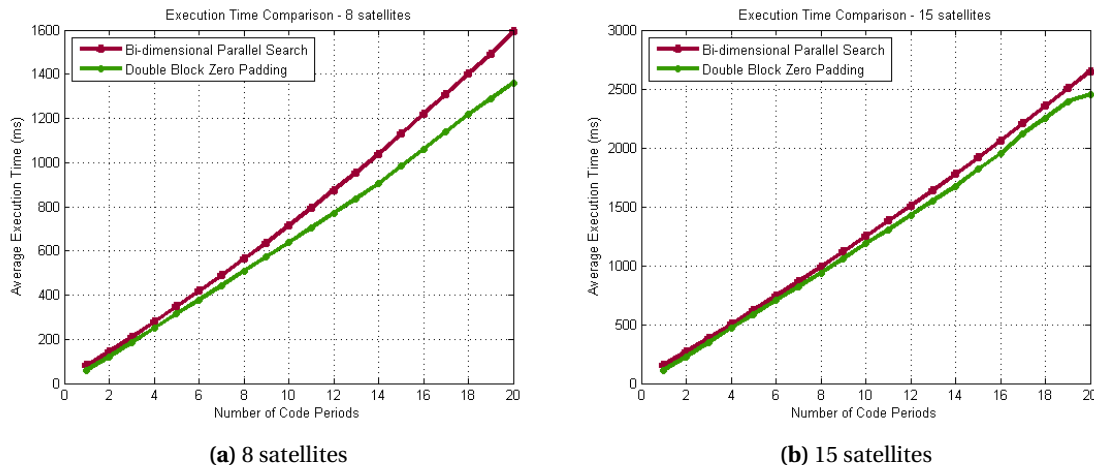 Execution Time Comparison - 8 satellites
Average Execution Time (ms)
1600
1400
1200
1000
800
600
400
200
0
Bi-dimensional Parallel Search
Double Block Zero Padding
0 2 4 6 8 10 12 14 16 18 20
Number of Code Periods
(a) 8 satellites
Execution Time Comparison - 15 satellites
Average Execution Time (ms)
3000
2500
2000
1500
1000
500
0
Bi-dimensional Parallel Search
Double Block Zero Padding
0 2 4 6 8 10 12 14 16 18 20
Number of Code Periods
(b) 15 satellites